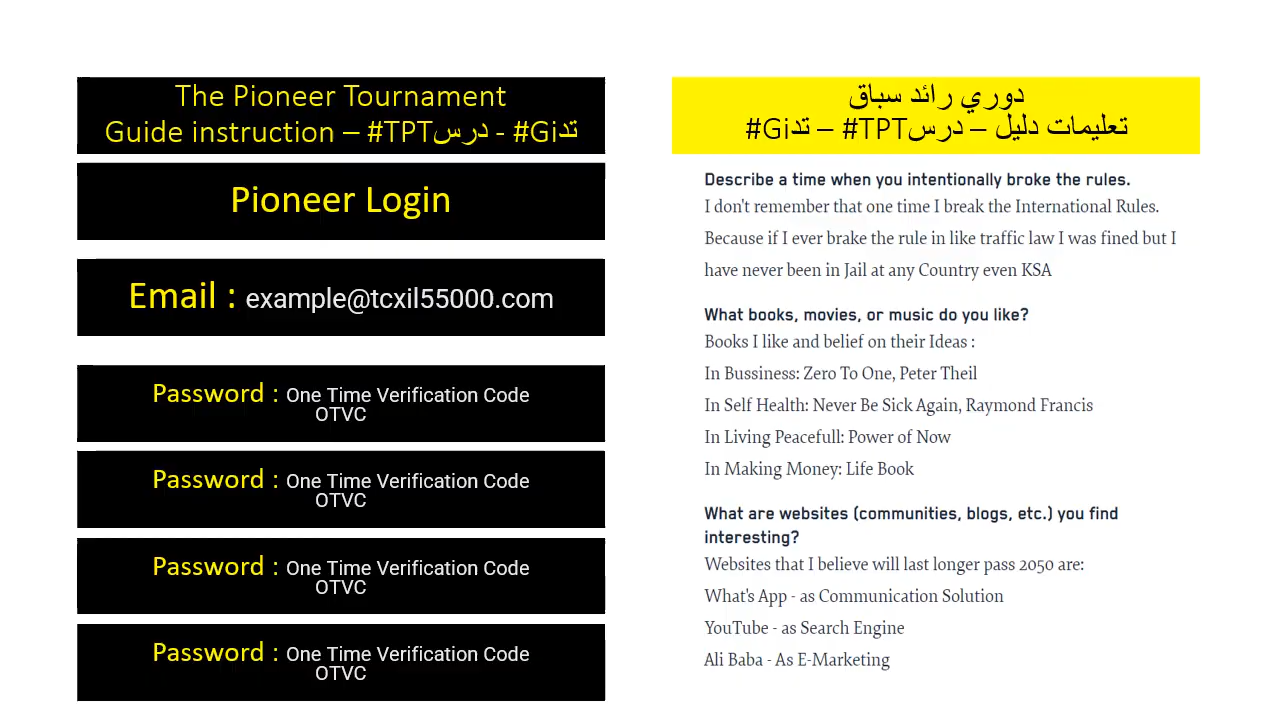 The Pioneer Tournament
Guide instruction – #TPTدرس - #Giتد
Pioneer Login
Email : example@tcxil55000.com
Password : One Time Verification Code
OTVC
Password : One Time Verification Code
OTVC
Password : One Time Verification Code
OTVC
Password : One Time Verification Code
OTVC
دوري رائد سباق
تعليمات دليل – درس#TPT – تد#Gi
Describe a time when you intentionally broke the rules.
I don't remember that one time I break the International Rules.
Because if I ever brake the rule in like traffic law I was fined but I
have never been in Jail at any Country even KSA
What books, movies, or music do you like?
Books I like and belief on their Ideas :
In Bussiness: Zero To One, Peter Theil
In Self Health: Never Be Sick Again, Raymond Francis
In Living Peacefull: Power of Now
In Making Money: Life Book
What are websites (communities, blogs, etc.) you find
interesting?
Websites that I believe will last longer pass 2050 are:
What's App - as Communication Solution
YouTube - as Search Engine
Ali Baba - As E-Marketing